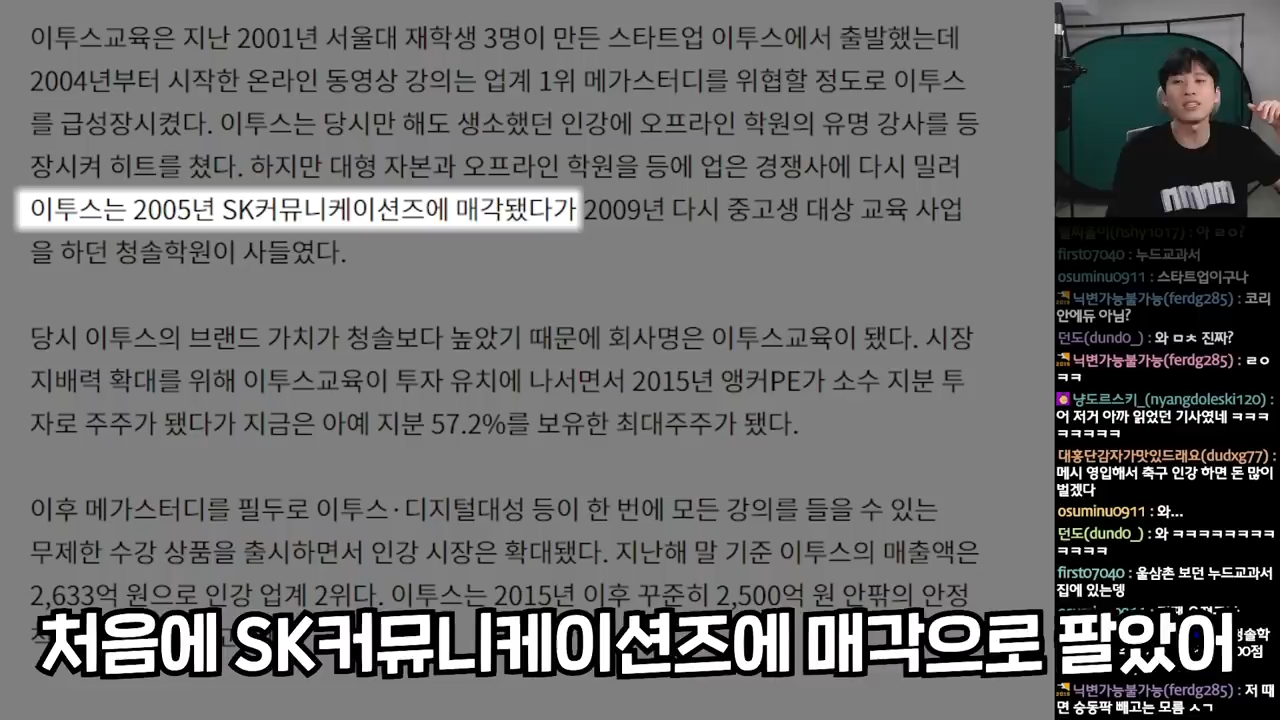 이투스교육은 지난 2001년 서울대 재학생 3명이 만든 스타트업 이투스에서 출발했는데
2004년부터 시작한 온라인 동영상 강의는 업계 1위 메가스터디를 위협할 정도로 이투스
를 급성장시켰다. 이투스는 당시만 해도 생소했던 인강에 오프라인 학원의 유명 강사를 등
장시켜 히트를 쳤다. 하지만 대형 자본과 오프라인 학원을 등에 업은 경쟁사에 다시 밀려
이투스는 2005년 SK커뮤니케이션즈에 매각됐다가 2009년 다시 중고생 대상 교육 사업
을 하던 청솔학원이 사들였다.
당시 이투스의 브랜드 가치가 청솔보다 높았기 때문에 회사명은 이투스교육이 됐다. 시장
지배력 확대를 위해 이투스교육이 투자 유치에 나서면서 2015년 앵커PE가 소수 지분 투
자로 주주가 됐다가 지금은 아예 지분 57.2%를 보유한 최대주주가 됐다.
이후 메가스터디를 필두로 이투스·디지털대성 등이 한 번에 모든 강의를 들을 수 있는
무제한 수강 상품을 출시하면서 인강 시장은 확대됐다. 지난해 말 기준 이투스의 매출액은
2,633억 원으로 인강 업계 2위다. 이투스는 2015년 이후 꾸준히 2,500억 원 안팎의 안정
처음에 SK커뮤니케이션즈에 매각으로 팔았어
(hshy1017) : 아 ㄹㅇ?
first07040 : 누드교과서
osuminu0911 : 스타트업이구나
닉변가능불가능(ferdg285) : 코리
안에듀 아님?
던도(dund0_) : 와 ㅁㅊ 진짜?
닉변가능불가능(ferdg285) : ㄹㅇ
ㅋㅋ
냥도르스키_(nyangdoleski120) :
어 저거 아까 읽었던 기사였네 ㅋㅋㅋ
ㅋㅋㅋㅋㅋ
대홍단감자가맛있드래요(dudxg77) :
메시 영입해서 축구 인강 하면 돈 많이
벌겠다
osuminu0911 : 와...
던도(dund0_) : 와 ㅋㅋㅋㅋㅋㅋㅋㅋ
ㅋㅋㅋㅋ
first07040 : 울삼촌 보던 누드교과서
집에 있는뎅
닉변가능불가능(ferdg285) : 저 때
면 승동팍 빼고는 모름 ㅅㄱ